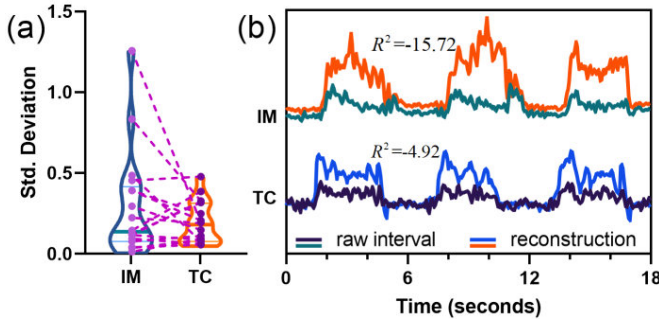 (a)
1.5
1.0
0.5
0.0
Std. Deviation
IM
TC
(b)
R²=-15.72
IM
R²=-4.92
TC
raw interval
reconstruction
0
6
12
18
Time (seconds)